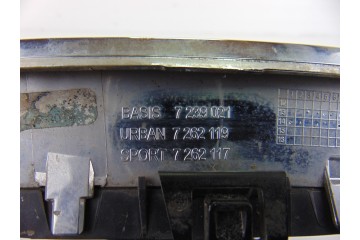 BASIS 7 239 021
URBAN 7 262 119
SPORT 7 262 117